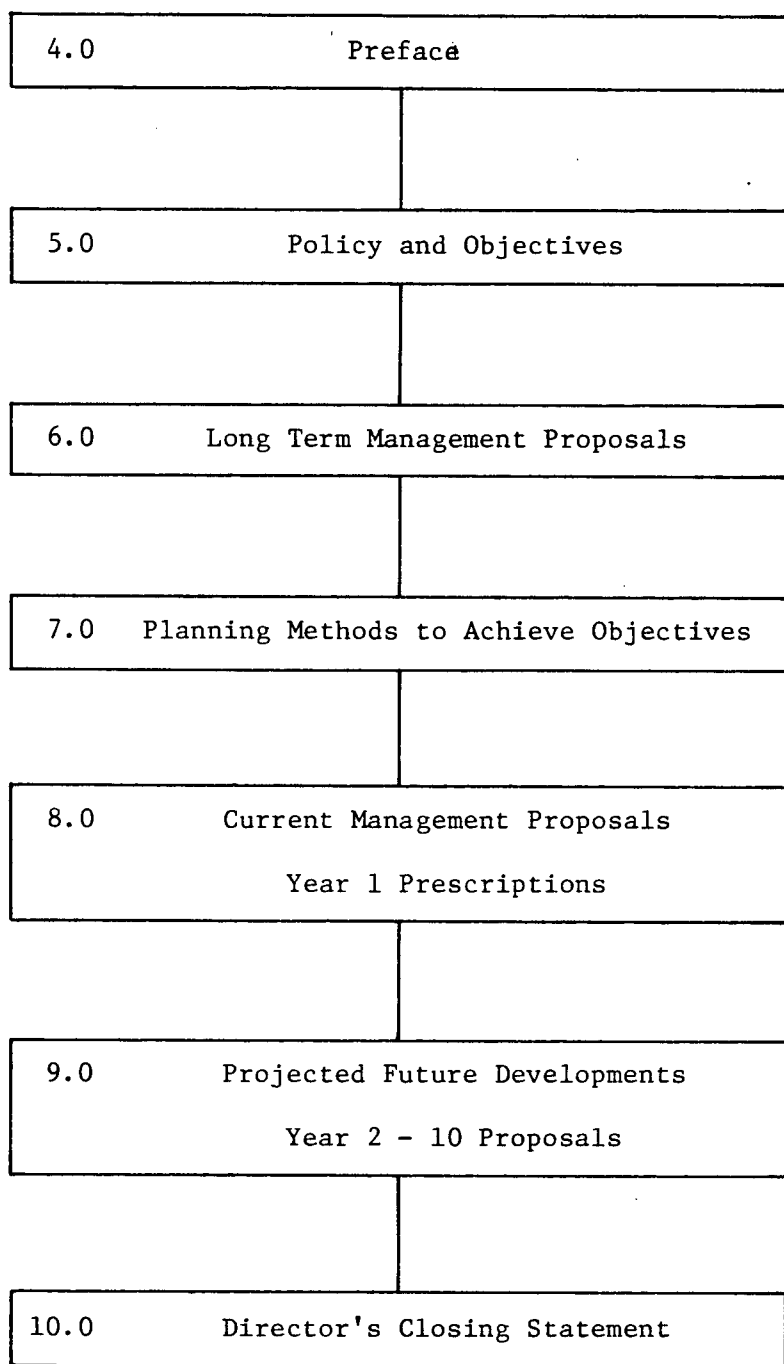 4.0 Preface
5.0 Policy and Objectives
6.0 Long Term Management Proposals
7.0 Planning Methods to Achieve Objectives
8.0 Current Management Proposals
Year 1 Prescriptions
9.0 Projected Future Developments
Year 2 - 10 Proposals
10.0 Director's Closing Statement